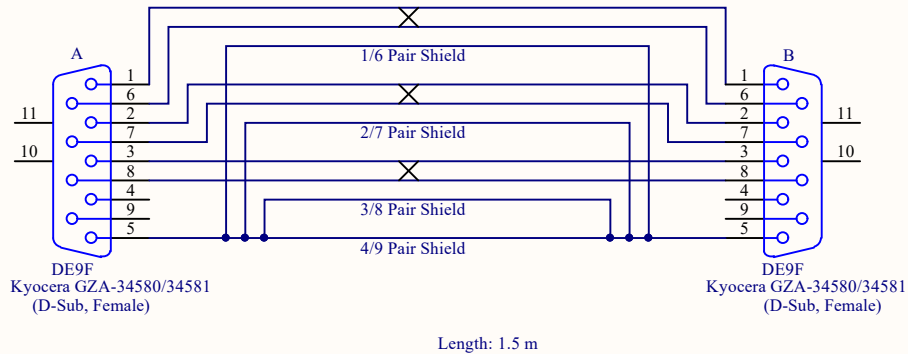 A
B
1/6 Pair Shield
1
6
2
7
3
8
4
9
5
11
10
2/7 Pair Shield
3/8 Pair Shield
4/9 Pair Shield
1
6
2
7
3
8
4
9
5
11
10
DE9F
Kyocera GZA-34580/34581
(D-Sub, Female)
DE9F
Kyocera GZA-34580/34581
(D-Sub, Female)
Length: 1.5 m